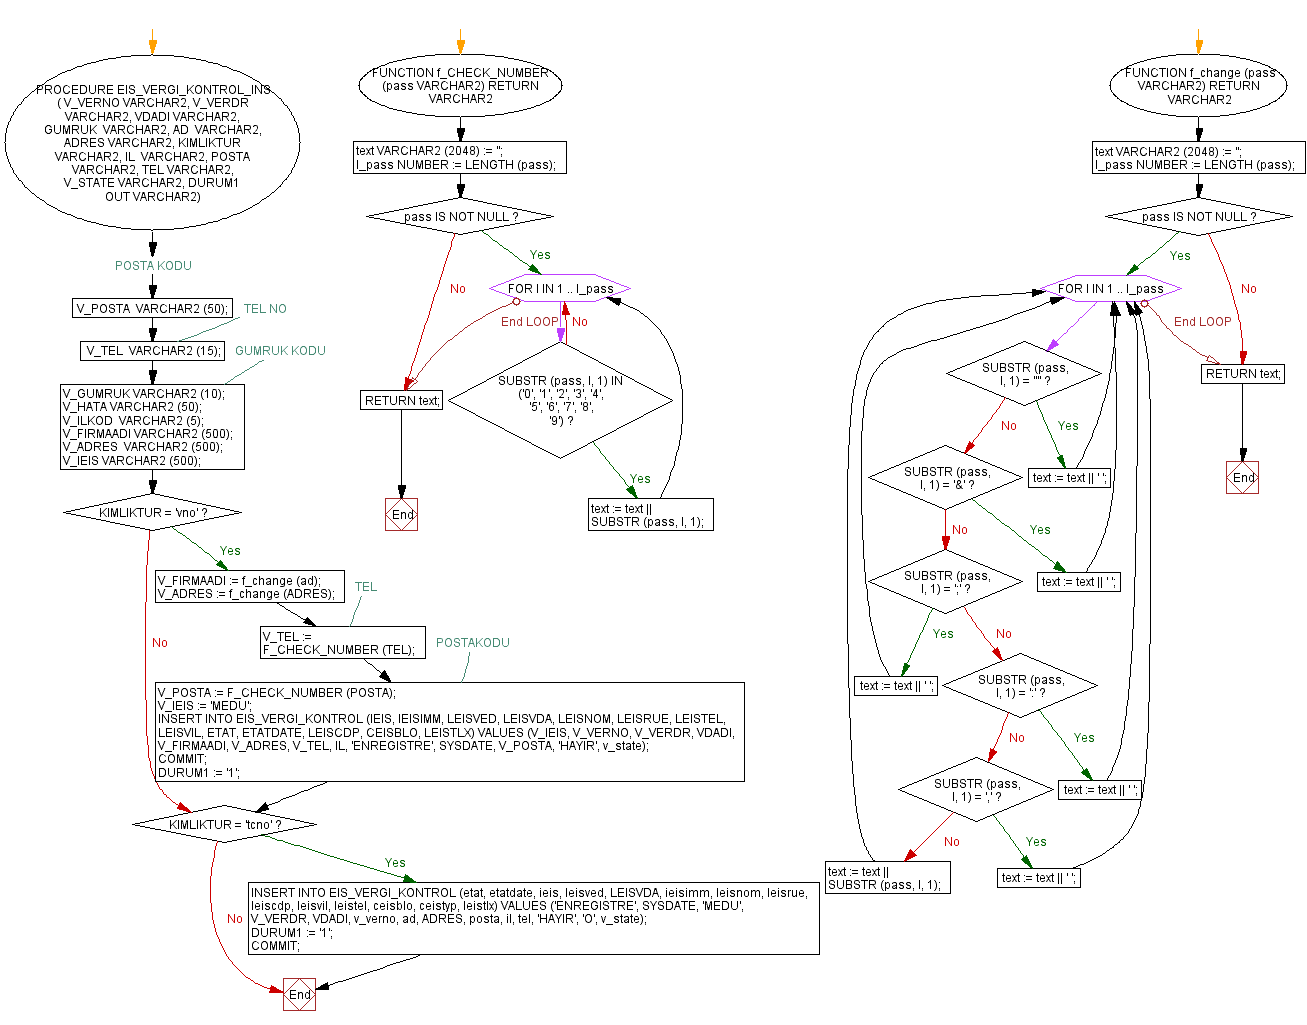 PROCEDURE EIS_VERGI_KONTROL_INS
( V_VERNO VARCHAR2, V_VERDR
VARCHAR2, VDADI VARCHAR2,
GUMRUK VARCHAR2, AD VARCHAR2,
ADRES VARCHAR2, KIMLIKTUR
VARCHAR2, IL VARCHAR2, POSTA
VARCHAR2, TEL VARCHAR2,
V_STATE VARCHAR2, DURUM1
OUT VARCHAR2)
POSTA KODU
V_POSTA VARCHAR2 (50);
TEL NO
V_TEL VARCHAR2 (15);
GUMRUK KODU
V_GUMRUK VARCHAR2 (10);
V_HATA VARCHAR2 (50);
V_ILKOD VARCHAR2 (5);
V_FIRMAADI VARCHAR2 (500);
V_ADRES VARCHAR2 (500);
V_IEIS VARCHAR2 (500);
KIMLIKTUR = 'vno' ?
Yes
No
V_FIRMAADI := f_change (ad);
V_ADRES := f_change (ADRES);
TEL
V_TEL :=
F_CHECK_NUMBER (TEL);
POSTAKODU
V_POSTA := F_CHECK_NUMBER (POSTA);
V_IEIS := 'MEDU';
INSERT INTO EIS_VERGI_KONTROL (IEIS, IEISIMM, LEISVED, LEISVDA, LEISNOM, LEISRUE, LEISTEL,
LEISVIL, ETAT, ETATDATE, LEISCDP, CEISBLO, LEISTLX) VALUES (V_IEIS, V_VERNO, V_VERDR, VDADI,
V_FIRMAADI, V_ADRES, V_TEL, IL, 'ENREGISTRE', SYSDATE, V_POSTA, 'HAYIR', v_state);
COMMIT;
DURUM1 := '1';
KIMLIKTUR = 'tcno' ?
Yes
No
INSERT INTO EIS_VERGI_KONTROL (etat, etatdate, ieis, leisved, LEISVDA, ieisimm, leisnom, leisrue,
leiscdp, leisvil, leistel, ceisblo, ceistyp, leistlx) VALUES ('ENREGISTRE', SYSDATE, 'MEDU',
V_VERDR, VDADI, v_verno, ad, ADRES, posta, il, tel, 'HAYIR', 'O', v_state);
DURUM1 := '1';
COMMIT;
End
FUNCTION f_CHECK_NUMBER
(pass VARCHAR2) RETURN
VARCHAR2
text VARCHAR2 (2048) := '';
l_pass NUMBER := LENGTH (pass);
pass IS NOT NULL ?
Yes
No
FOR I IN 1 .. l_pass
End LOOP
No
SUBSTR (pass, I, 1) IN
('0', '1', '2', '3', '4',
'5', '6', '7', '8',
'9') ?
Yes
RETURN text;
text := text ||
SUBSTR (pass, I, 1);
End
FUNCTION f_change (pass
VARCHAR2) RETURN
VARCHAR2
text VARCHAR2 (2048) := '';
l_pass NUMBER := LENGTH (pass);
pass IS NOT NULL ?
Yes
No
FOR I IN 1 .. l_pass
End LOOP
RETURN text;
End
SUBSTR (pass,
I, 1) = '"' ?
No
Yes
text := text || ' ';
SUBSTR (pass,
I, 1) = '&' ?
No
Yes
text := text || ' ';
SUBSTR (pass,
I, 1) = ';' ?
Yes
No
text := text || ' ';
SUBSTR (pass,
I, 1) = ':' ?
No
Yes
text := text || ' ';
SUBSTR (pass,
I, 1) = ',' ?
No
Yes
text := text ||
SUBSTR (pass, I, 1);
text := text || ' ';